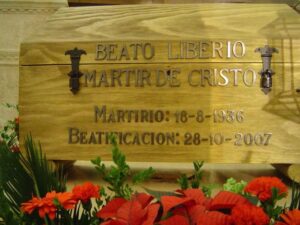 BEATO LIBERIO
MARTIR DE CRISTO
MARTIRIO: 18-8-1936
BEATIFICACION: 28-10-2007